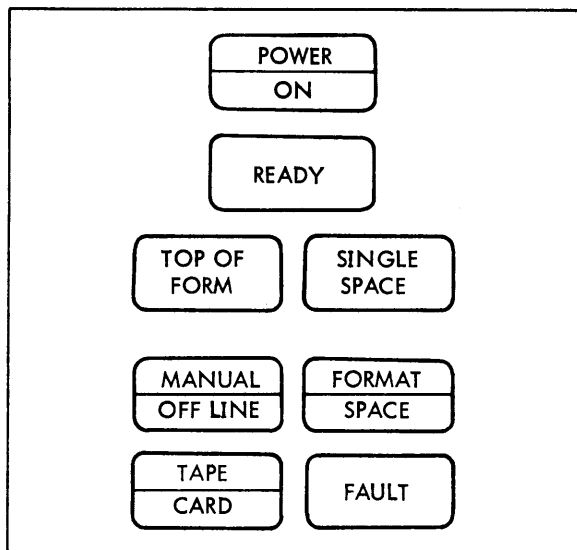 POWER
ON
READY
TOP OF
FORM
SINGLE
SPACE
MANUAL
OFF LINE
FORMAT
SPACE
TAPE
CARD
FAULT